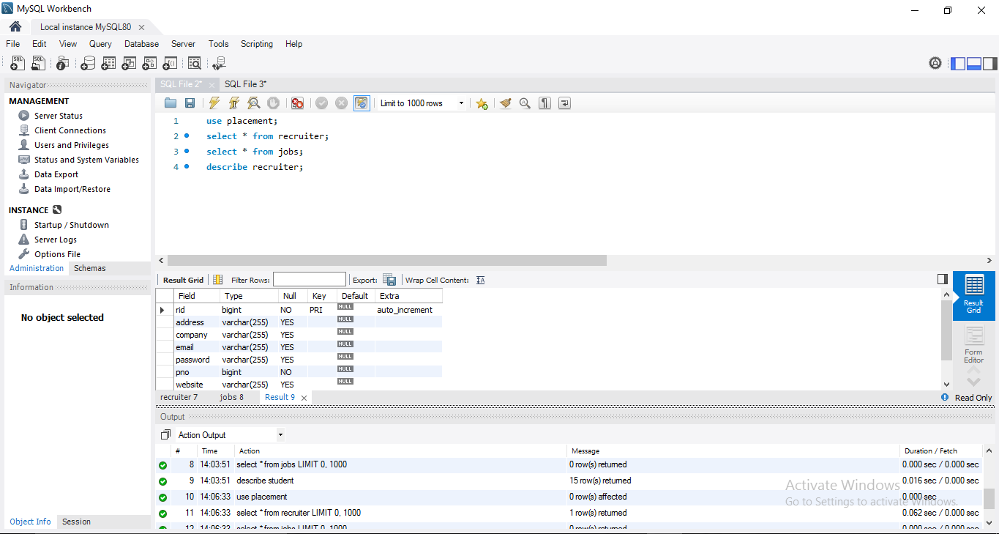 MySQL Workbench
Local instance MySQL80
File Edit View Query Database Server Tools Scripting Help
Navigator
MANAGEMENT
Server Status
Client Connections
Users and Privileges
Status and System Variables
Data Export
Data Import/Restore
INSTANCE
Startup / Shutdown
Server Logs
Options File
Administration Schemas
Information
No object selected
Object Info Session
SQL File 2* SQL File 3*
Limit to 1000 rows
1 use placement;
2 select * from recruiter;
3 select * from jobs;
4 describe recruiter;
Result Grid Filter Rows: Export: Wrap Cell Content:
Field Type Null Key Default Extra
rid bigint NO PRI NULL auto_increment
address varchar(255) YES NULL
company varchar(255) YES NULL
email varchar(255) YES NULL
password varchar(255) YES NULL
pno bigint NO NULL
website varchar(255) YES NULL
Result
Grid
Form
Editor
recruiter 7 jobs 8 Result 9 Read Only
Output
Action Output
# Time Action Message Duration / Fetch
8 14:03:51 select * from jobs LIMIT 0, 1000 0 row(s) returned 0.000 sec / 0.000 sec
9 14:03:51 describe student 15 row(s) returned 0.016 sec / 0.000 sec
10 14:06:33 use placement 0 row(s) affected 0.000 sec
11 14:06:33 select * from recruiter LIMIT 0, 1000 1 row(s) returned 0.062 sec / 0.000 sec
12 14:06:33 select * from jobs LIMIT 0, 1000 0 row(s) returned 0.000 sec / 0.000 sec
Activate Windows
Go to Settings to activate Windows.